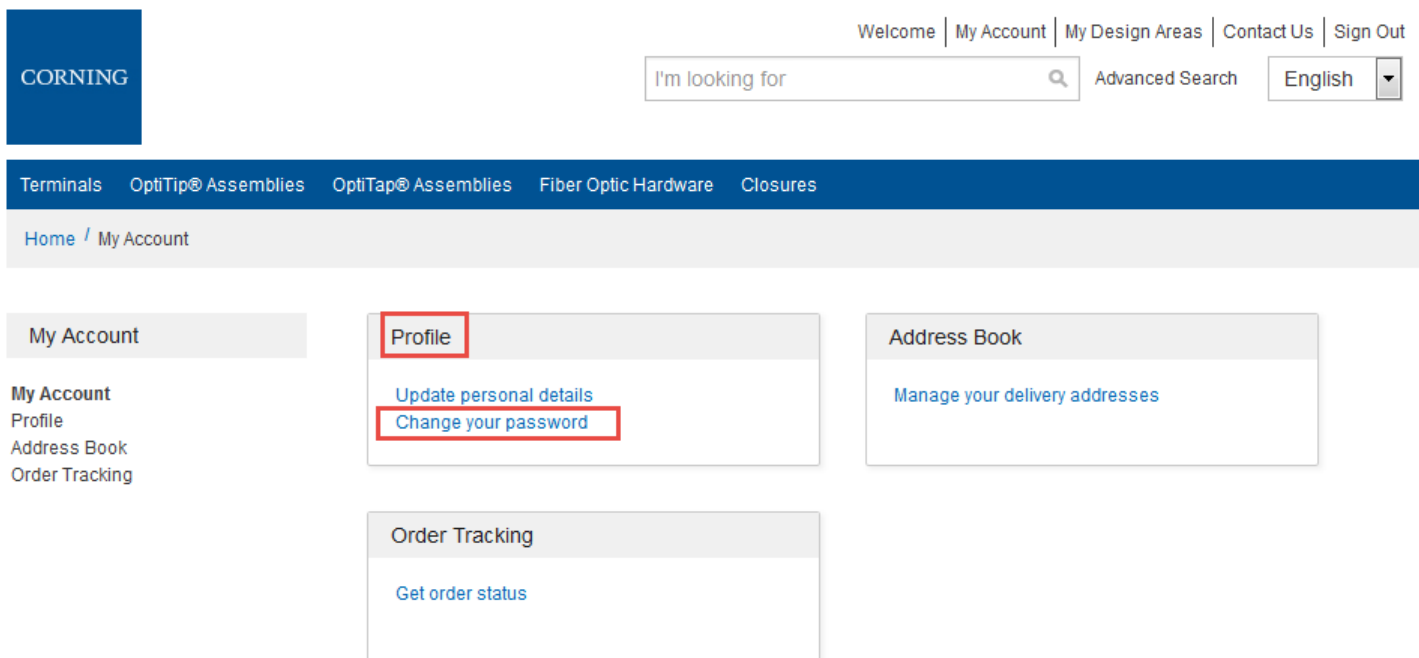 Welcome | My Account | My Design Areas | Contact Us | Sign Out
CORNING
I'm looking for
Advanced Search
English
Terminals OptiTip® Assemblies OptiTap® Assemblies Fiber Optic Hardware Closures
Home / My Account
My Account
My Account
Profile
Address Book
Order Tracking
Profile
Update personal details
Change your password
Address Book
Manage your delivery addresses
Order Tracking
Get order status